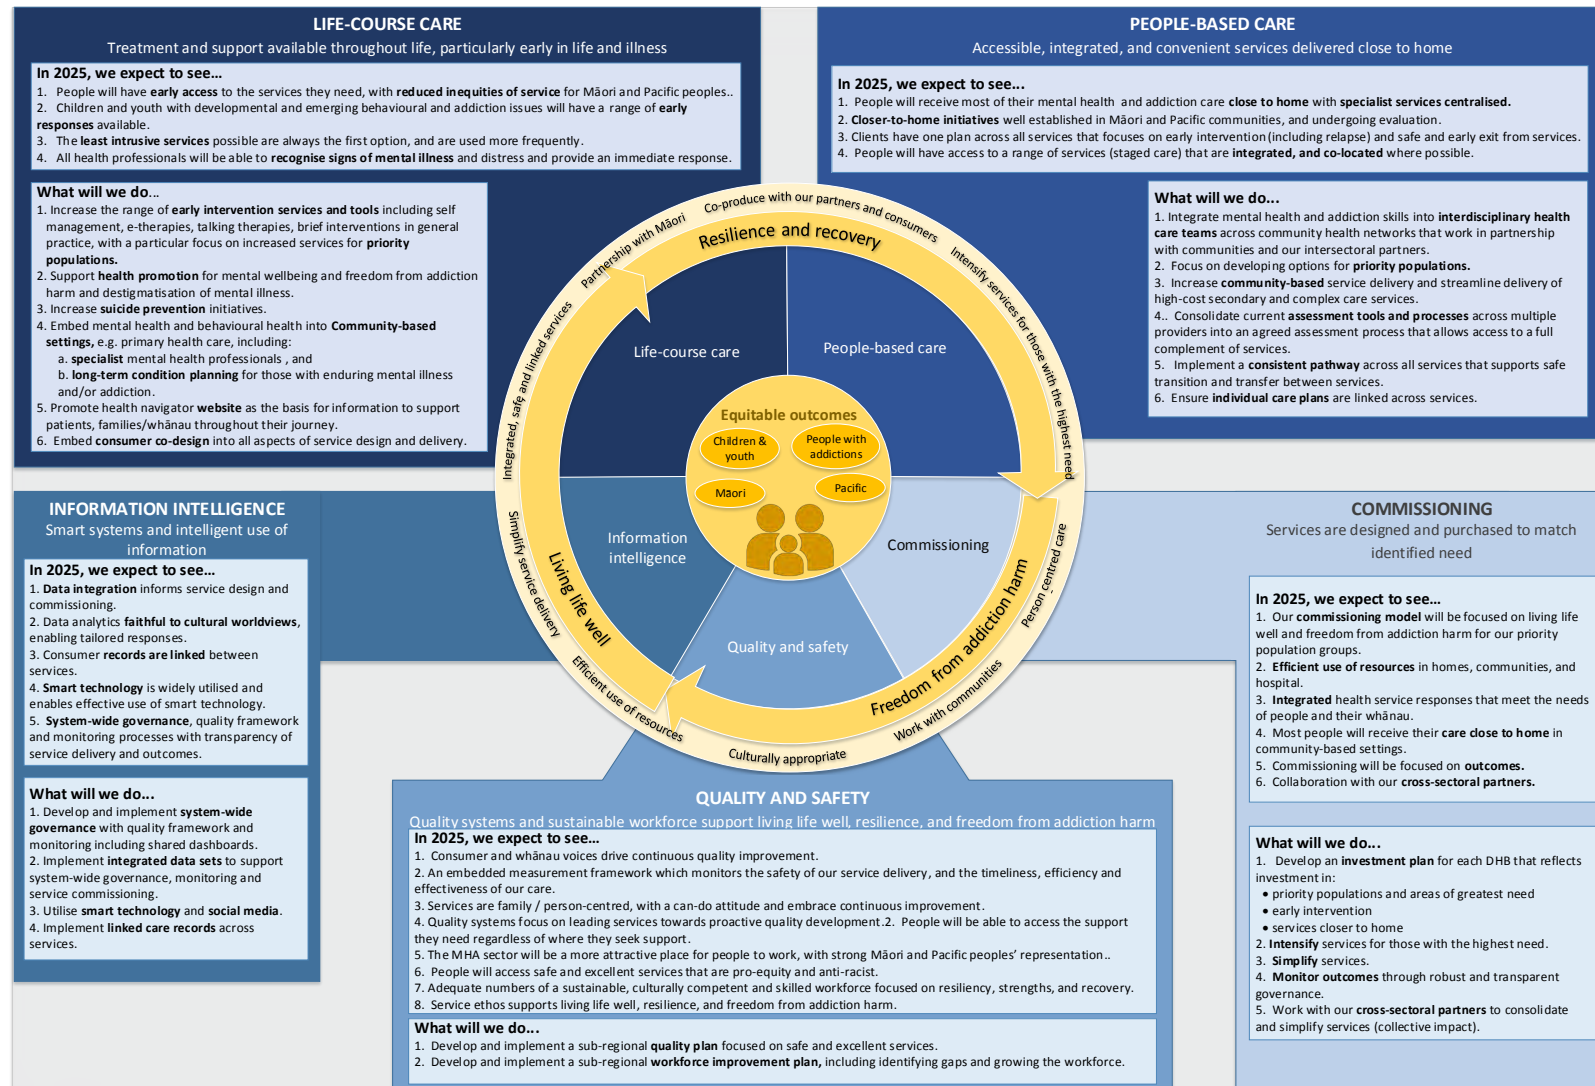 LIFE-COURSE CARE
Treatment and support available throughout life, particularly early in life and illness
In 2025, we expect to see...
1. People will have early access to the services they need, with reduced inequities of service for Māori and Pacific peoples..
2. Children and youth with developmental and emerging behavioural and addiction issues will have a range of early
responses available.
3. The least intrusive services possible are always the first option, and are used more frequently.
4. All health professionals will be able to recognise signs of mental illness and distress and provide an immediate response.
What will we do...
1. Increase the range of early intervention services and tools including self
management, e-therapies, talking therapies, brief interventions in general
practice, with a particular focus on increased services for priority
populations.
2. Support health promotion for mental wellbeing and freedom from addiction
harm and destigmatisation of mental illness.
3. Increase suicide prevention initiatives.
4. Embed mental health and behavioural health into Community-based
settings, e.g. primary health care, including:
a. specialist mental health professionals , and
b. long-term condition planning for those with enduring mental illness
and/or addiction.
5. Promote health navigator website as the basis for information to support
patients, families/whānau throughout their journey.
6. Embed consumer co-design into all aspects of service design and delivery.
PEOPLE-BASED CARE
Accessible, integrated, and convenient services delivered close to home
In 2025, we expect to see...
1. People will receive most of their mental health and addiction care close to home with specialist services centralised.
2. Closer-to-home initiatives well established in Māori and Pacific communities, and undergoing evaluation.
3. Clients have one plan across all services that focuses on early intervention (including relapse) and safe and early exit from services.
4. People will have access to a range of services (staged care) that are integrated, and co-located where possible.
What will we do...
1. Integrate mental health and addiction skills into interdisciplinary health
care teams across community health networks that work in partnership
with communities and our intersectoral partners.
2. Focus on developing options for priority populations.
3. Increase community-based service delivery and streamline delivery of
high-cost secondary and complex care services.
4.. Consolidate current assessment tools and processes across multiple
providers into an agreed assessment process that allows access to a full
complement of services.
5. Implement a consistent pathway across all services that supports safe
transition and transfer between services.
6. Ensure individual care plans are linked across services.
Partnership with Māori
Co-produce with our partners and consumers
Intensify services for those with the highest need
Person centred care
Work with communities
Culturally appropriate
Efficient use of resources
Simplify service delivery
Integrated, safe and linked services
Resilience and recovery
Freedom from addiction harm
Living life well
Life-course care
People-based care
Commissioning
Quality and safety
Information
intelligence
Equitable outcomes
Children &
youth
People with
addictions
Māori
Pacific
INFORMATION INTELLIGENCE
Smart systems and intelligent use of
information
In 2025, we expect to see...
1. Data integration informs service design and
commissioning.
2. Data analytics faithful to cultural worldviews,
enabling tailored responses.
3. Consumer records are linked between
services.
4. Smart technology is widely utilised and
enables effective use of smart technology.
5. System-wide governance, quality framework
and monitoring processes with transparency of
service delivery and outcomes.
What will we do...
1. Develop and implement system-wide
governance with quality framework and
monitoring including shared dashboards.
2. Implement integrated data sets to support
system-wide governance, monitoring and
service commissioning.
3. Utilise smart technology and social media.
4. Implement linked care records across
services.
QUALITY AND SAFETY
Quality systems and sustainable workforce support living life well, resilience, and freedom from addiction harm
In 2025, we expect to see...
1. Consumer and whānau voices drive continuous quality improvement.
2. An embedded measurement framework which monitors the safety of our service delivery, and the timeliness, efficiency and
effectiveness of our care.
3. Services are family / person-centred, with a can-do attitude and embrace continuous improvement.
4. Quality systems focus on leading services towards proactive quality development.2. People will be able to access the support
they need regardless of where they seek support.
5. The MHA sector will be a more attractive place for people to work, with strong Māori and Pacific peoples' representation..
6. People will access safe and excellent services that are pro-equity and anti-racist.
7. Adequate numbers of a sustainable, culturally competent and skilled workforce focused on resiliency, strengths, and recovery.
8. Service ethos supports living life well, resilience, and freedom from addiction harm.
What will we do...
1. Develop and implement a sub-regional quality plan focused on safe and excellent services.
2. Develop and implement a sub-regional workforce improvement plan, including identifying gaps and growing the workforce.
COMMISSIONING
Services are designed and purchased to match
identified need
In 2025, we expect to see...
1. Our commissioning model will be focused on living life
well and freedom from addiction harm for our priority
population groups.
2. Efficient use of resources in homes, communities, and
hospital.
3. Integrated health service responses that meet the needs
of people and their whānau.
4. Most people will receive their care close to home in
community-based settings.
5. Commissioning will be focused on outcomes.
6. Collaboration with our cross-sectoral partners.
What will we do...
1. Develop an investment plan for each DHB that reflects
investment in:
• priority populations and areas of greatest need
• early intervention
• services closer to home
2. Intensify services for those with the highest need.
3. Simplify services.
4. Monitor outcomes through robust and transparent
governance.
5. Work with our cross-sectoral partners to consolidate
and simplify services (collective impact).